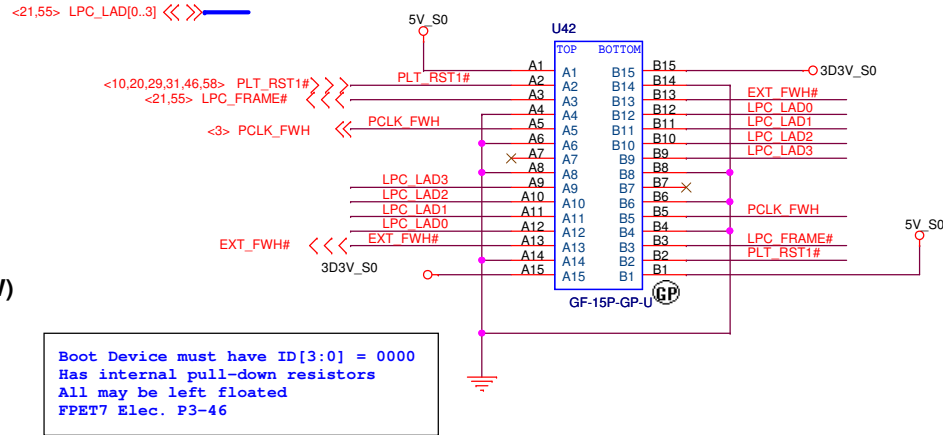 <21,55> LPC_LAD[0..3]
5V_S0
U42
TOP BOTTOM
A1 A1 B15 B15 3D3V_S0
<10,20,29,31,46,58> PLT_RST1# PLT_RST1# A2 A2 B14 B14
<21,55> LPC_FRAME# A3 A3 B13 B13 EXT_FWH#
A4 A4 B12 B12 LPC_LAD0
<3> PCLK_FWH PCLK_FWH A5 A5 B11 B11 LPC_LAD1
A6 A6 B10 B10 LPC_LAD2
A7 A7 B9 B9 LPC_LAD3
A8 A8 B8 B8
LPC_LAD3 A9 A9 B7 B7
LPC_LAD2 A10 A10 B6 B6
LPC_LAD1 A11 A11 B5 B5 PCLK_FWH
LPC_LAD0 A12 A12 B4 B4 5V_S0
EXT_FWH# EXT_FWH# A13 A13 B3 B3 LPC_FRAME#
A14 A14 B2 B2 PLT_RST1#
3D3V_S0 A15 A15 B1 B1
GF-15P-GP-U GP
Boot Device must have ID[3:0] = 0000
Has internal pull-down resistors
All may be left floated
FPET7 Elec. P3-46